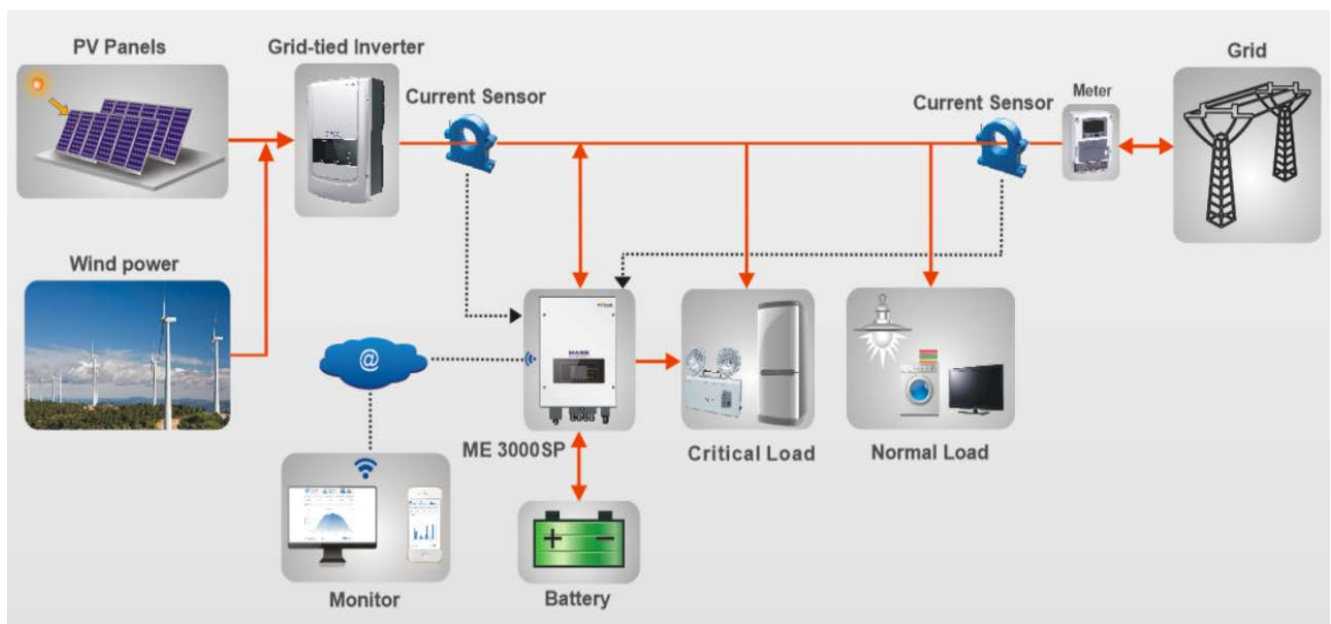 PV Panels
Grid-tied Inverter
Grid
Current Sensor
Current Sensor
Meter
Wind power
@
ME 3000SP
Critical Load
Normal Load
+ −
Monitor
Battery